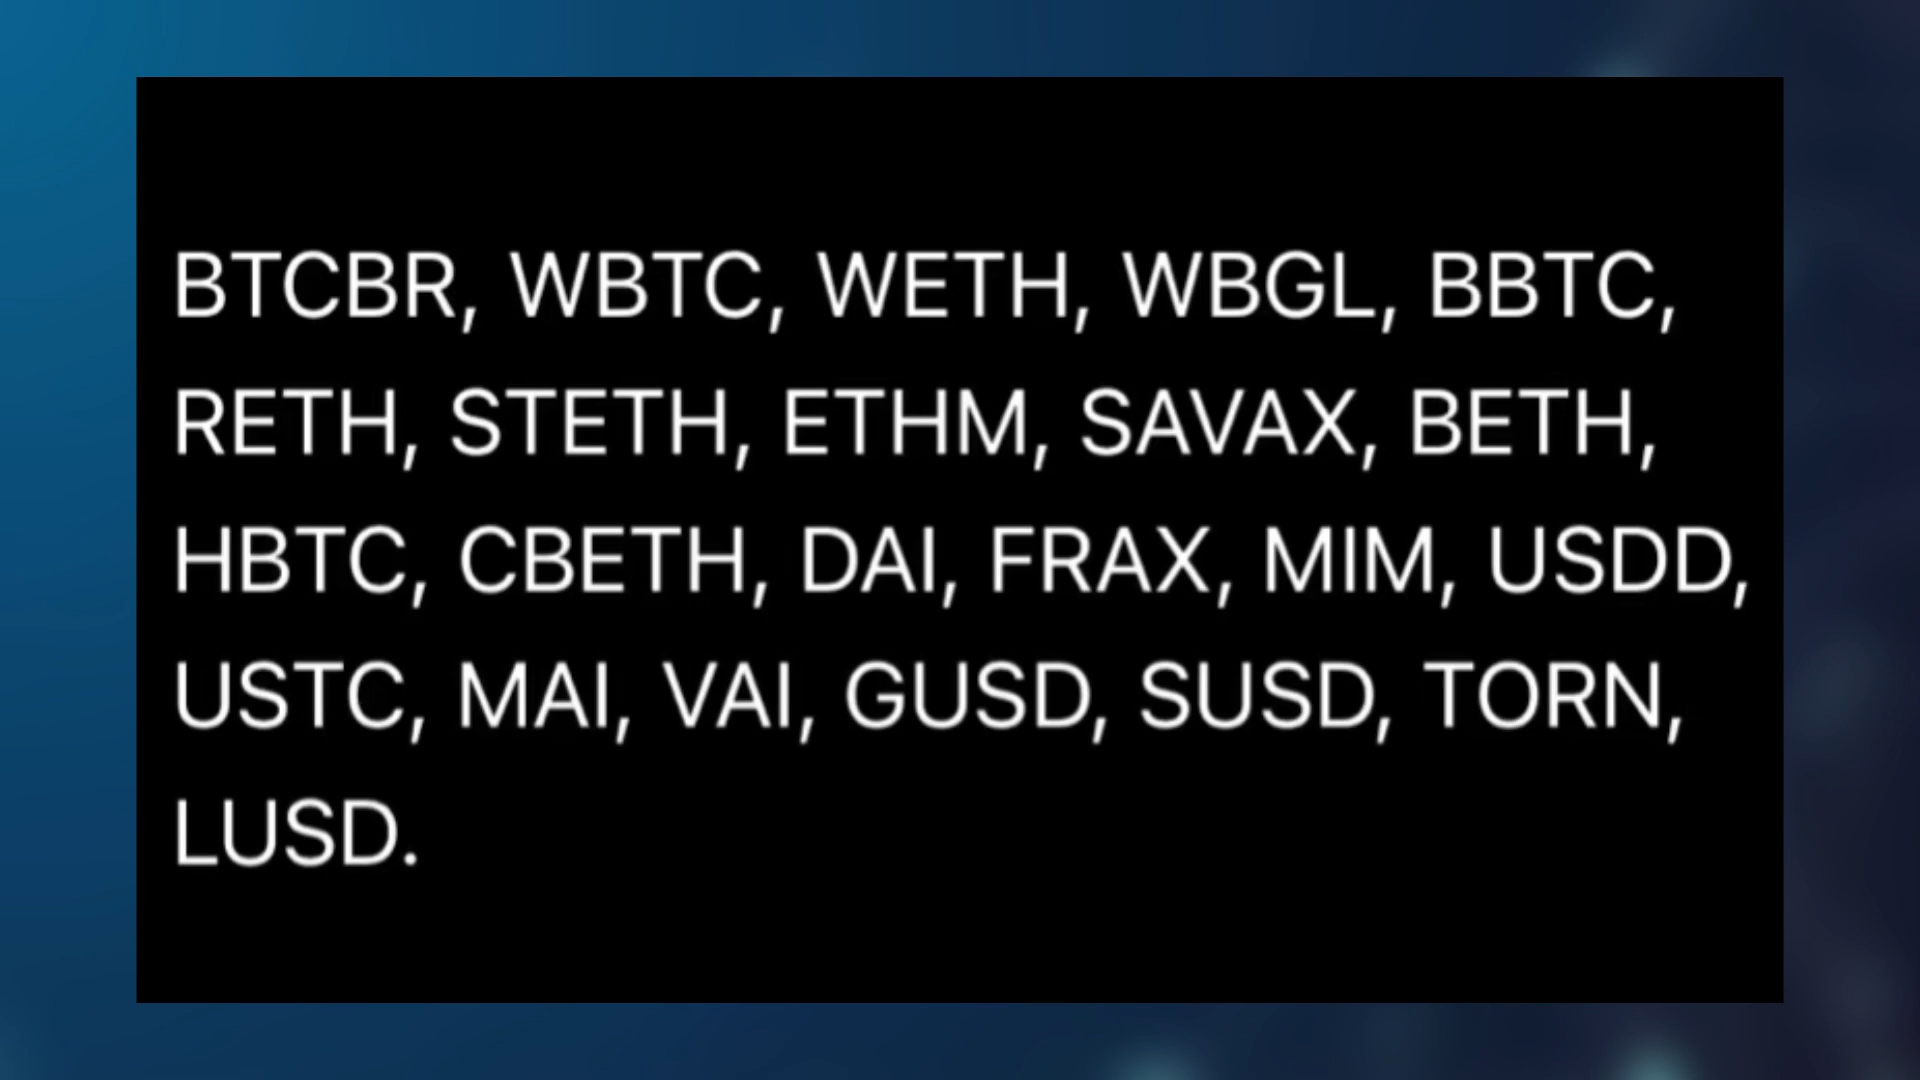 BTCBR, WBTC, WETH, WBGL, BBTC,
RETH, STETH, ETHM, SAVAX, BETH,
HBTC, CBETH, DAI, FRAX, MIM, USDD,
USTC, MAI, VAI, GUSD, SUSD, TORN,
LUSD.